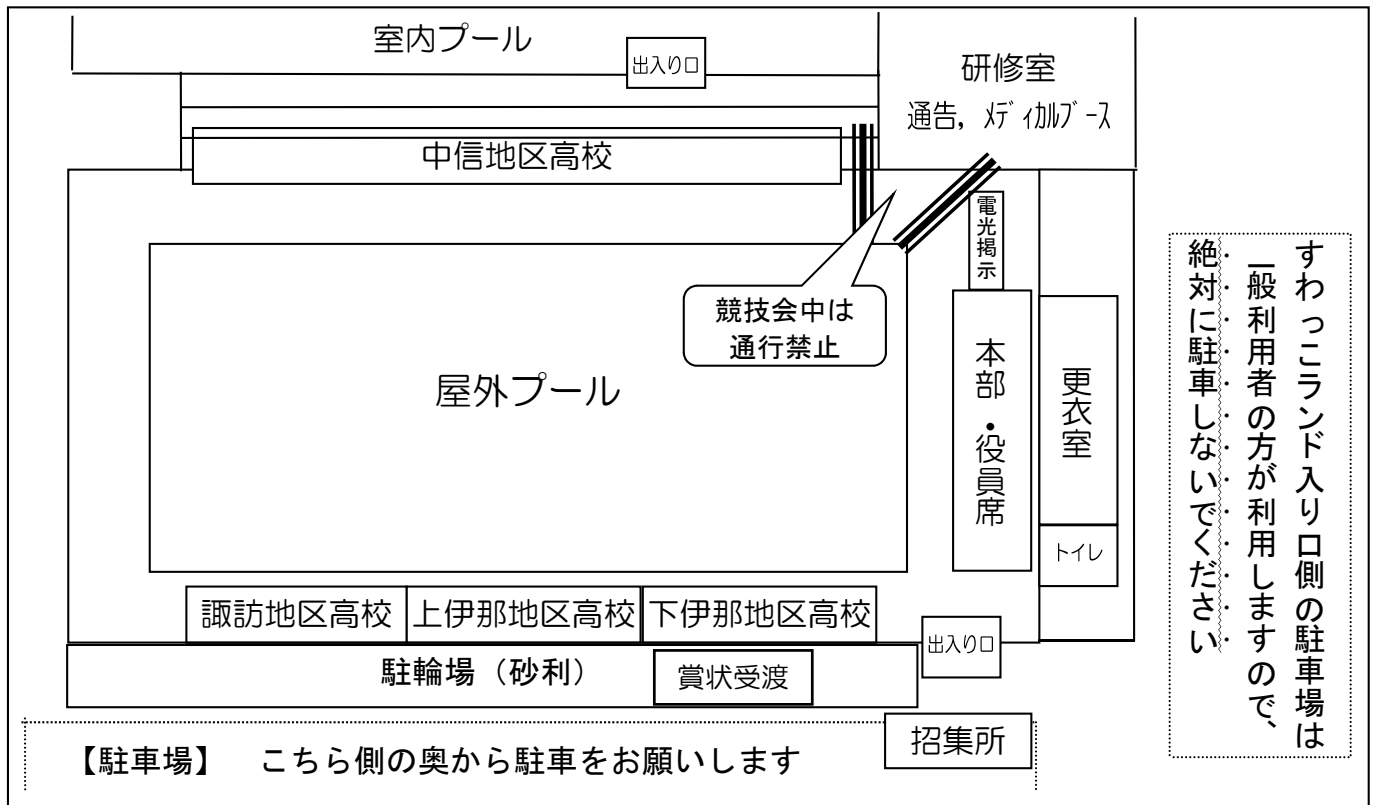 室内プール
出入り口
研修室
通告，ﾒﾃﾞｨｶﾙﾌﾞｰｽ
中信地区高校
電光掲示
競技会中は
通行禁止
屋外プール
本部・役員席
更衣室
トイレ
諏訪地区高校
上伊那地区高校
下伊那地区高校
出入り口
駐輪場（砂利）
賞状受渡
招集所
【駐車場】　こちら側の奥から駐車をお願いします
すわっこランド入り口側の駐車場は
一般利用者の方が利用しますので、
絶対に駐車しないでください